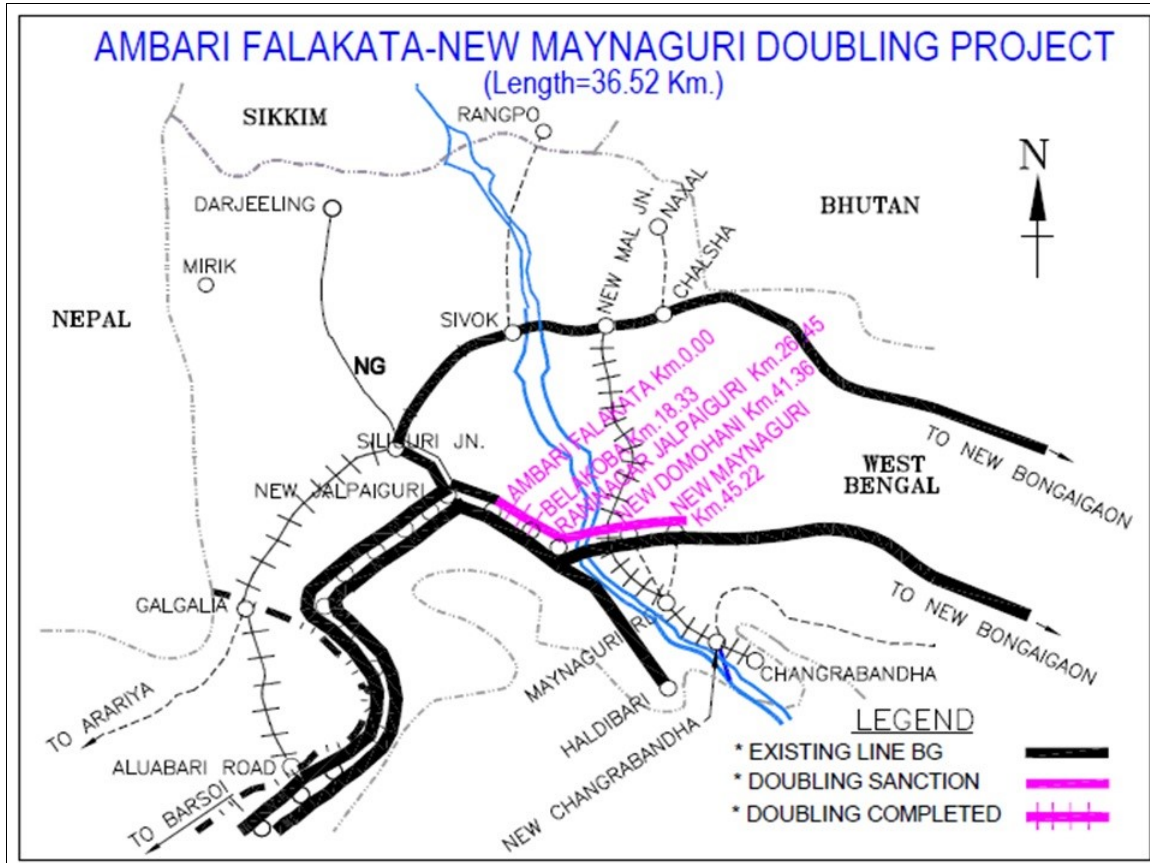 AMBARI FALAKATA-NEW MAYNAGURI DOUBLING PROJECT
(Length=36.52 Km.)
SIKKIM
RANGPO
N
DARJEELING
NEW MAL JN.
NAXAL
BHUTAN
MIRIK
CHALSHA
NEPAL
SIVOK
NG
AMBARI FALAKATA Km.0.00
BELAKOBA Km.18.33
RANINAGAR JALPAIGURI Km.26.45
NEW DOMOHANI Km.41.36
NEW MAYNAGURI
Km.45.22
SILIGURI JN.
NEW JALPAIGURI
WEST
BENGAL
TO NEW BONGAIGAON
TO NEW BONGAIGAON
GALGALIA
MAYNAGURI RD
CHANGRABANDHA
TO ARARIYA
HALDIBARI
NEW CHANGRABANDHA
ALUABARI ROAD
TO BARSOI
LEGEND
* EXISTING LINE BG
* DOUBLING SANCTION
* DOUBLING COMPLETED